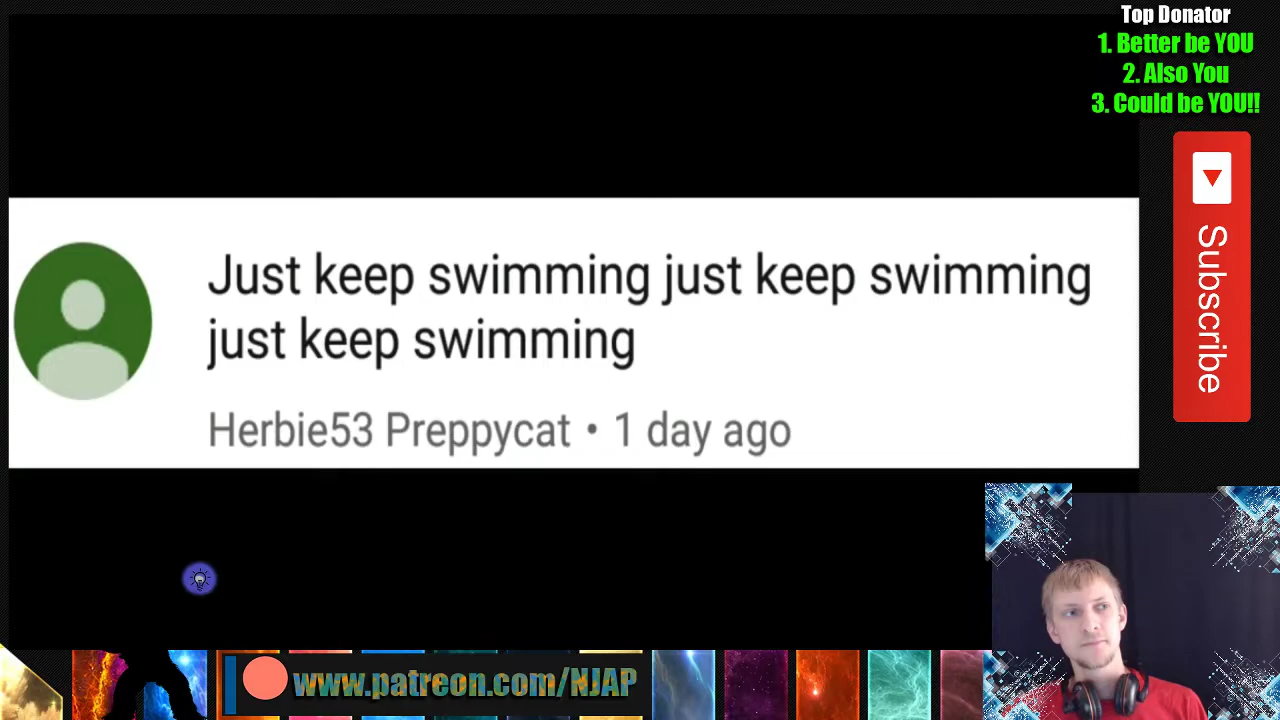 Top Donator
1. Better be YOU
2. Also You
3. Could be YOU!!
Subscribe
Just keep swimming just keep swimming
just keep swimming
Herbie53 Preppycat • 1 day ago
www.patreon.com/NJAP